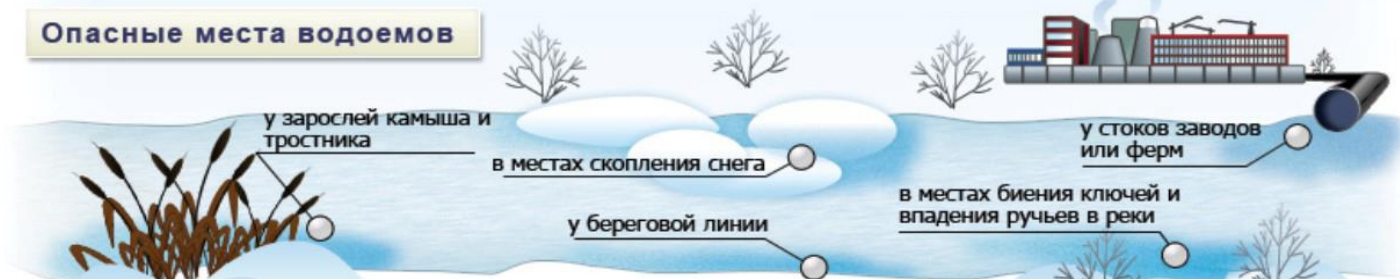 Опасные места водоемов
у зарослей камыша и
тростника
в местах скопления снега
у стоков заводов
или ферм
у береговой линии
в местах биения ключей и
впадения ручьев в реки